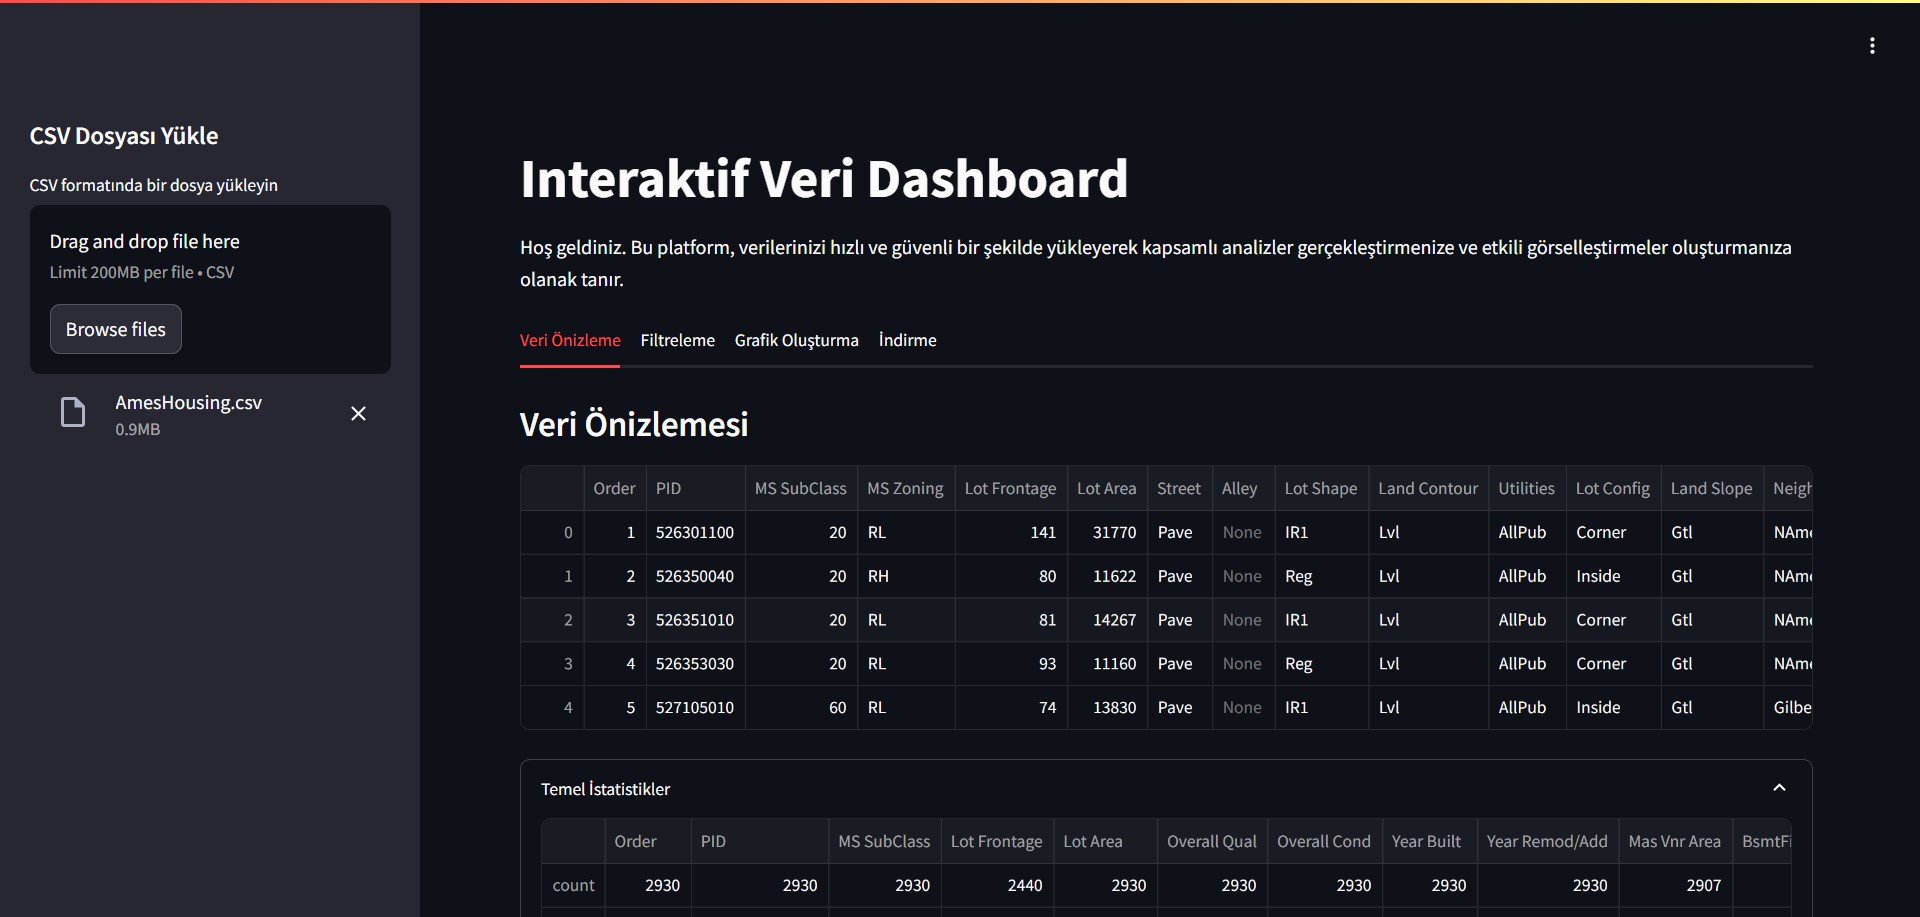 CSV Dosyası Yükle
CSV formatında bir dosya yükleyin
Drag and drop file here
Limit 200MB per file • CSV
Browse files
AmesHousing.csv
0.9MB
Interaktif Veri Dashboard
Hoş geldiniz. Bu platform, verilerinizi hızlı ve güvenli bir şekilde yükleyerek kapsamlı analizler gerçekleştirmenize ve etkili görselleştirmeler oluşturmanıza
olanak tanır.
Veri Önizleme Filtreleme Grafik Oluşturma İndirme
Veri Önizlemesi
Order PID MS SubClass MS Zoning Lot Frontage Lot Area Street Alley Lot Shape Land Contour Utilities Lot Config Land Slope Neigh
0 1 526301100 20 RL 141 31770 Pave None IR1 Lvl AllPub Corner Gtl NAme
1 2 526350040 20 RH 80 11622 Pave None Reg Lvl AllPub Inside Gtl NAme
2 3 526351010 20 RL 81 14267 Pave None IR1 Lvl AllPub Corner Gtl NAme
3 4 526353030 20 RL 93 11160 Pave None Reg Lvl AllPub Corner Gtl NAme
4 5 527105010 60 RL 74 13830 Pave None IR1 Lvl AllPub Inside Gtl Gilbe
Temel İstatistikler
Order PID MS SubClass Lot Frontage Lot Area Overall Qual Overall Cond Year Built Year Remod/Add Mas Vnr Area BsmtFi
count 2930 2930 2930 2440 2930 2930 2930 2930 2930 2907